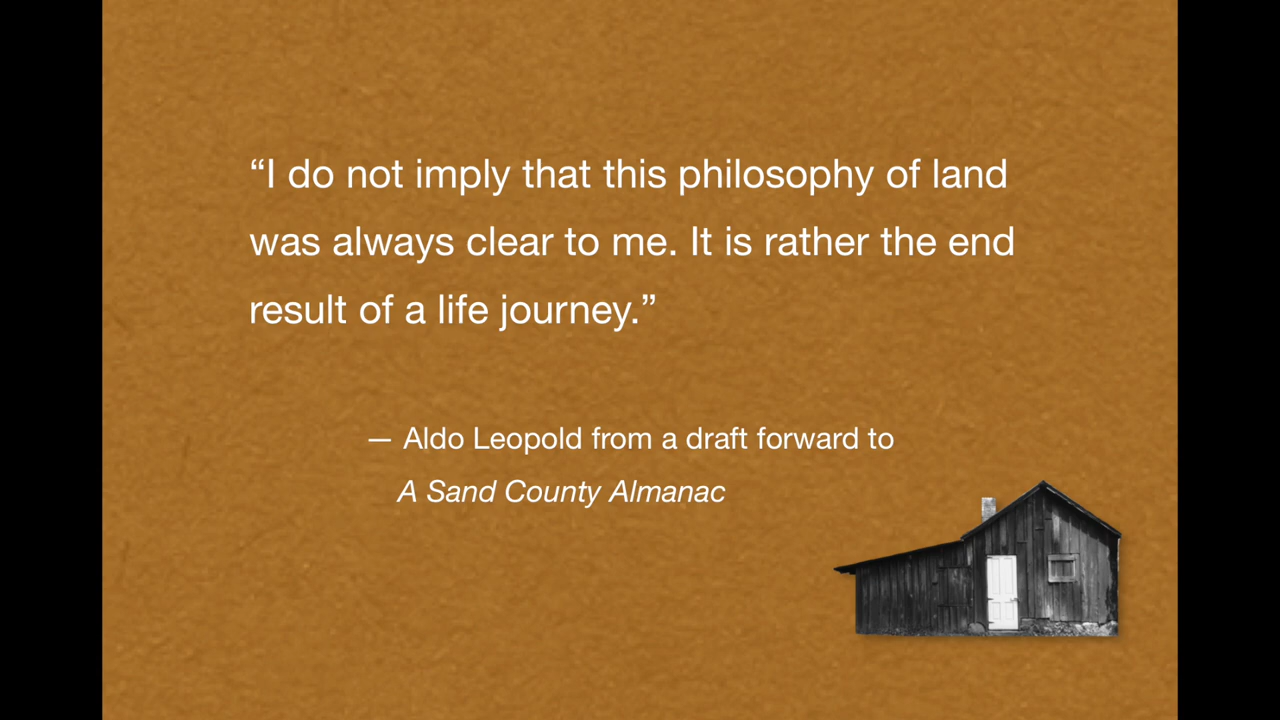 “I do not imply that this philosophy of land
was always clear to me. It is rather the end
result of a life journey.”
— Aldo Leopold from a draft forward to
A Sand County Almanac